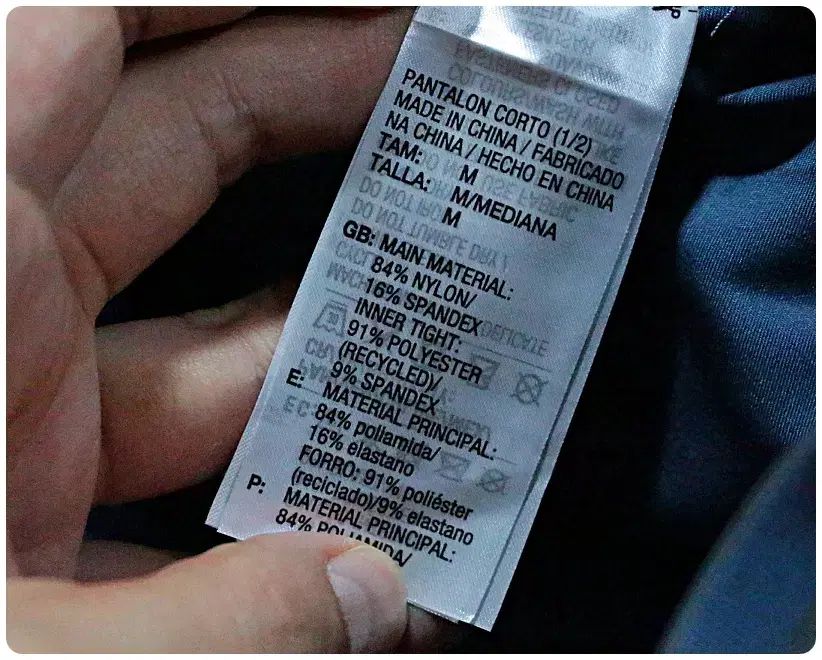 PANTALON CORTO (1/2)
MADE IN CHINA / FABRICADO
NA CHINA / HECHO EN CHINA
TAM: M
TALLA: M/MEDIANA
M
GB: MAIN MATERIAL:
84% NYLON/
16% SPANDEX
INNER TIGHT:
91% POLYESTER
(RECYCLED)/
9% SPANDEX
E: MATERIAL PRINCIPAL:
84% poliamida/
16% elastano
FORRO: 91% poliéster
(reciclado)/9% elastano
P: MATERIAL PRINCIPAL:
84% POLIAMIDA/